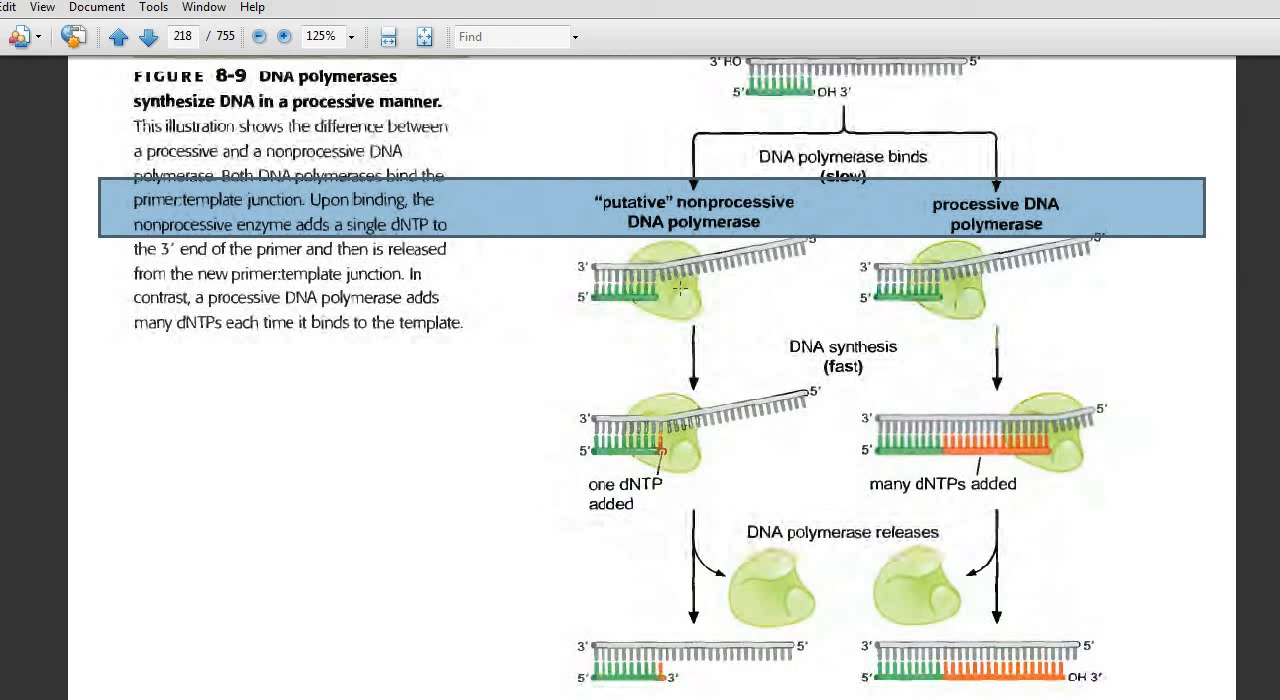 Edit View Document Tools Window Help
218 / 755 125% Find
FIGURE 8-9 DNA polymerases
synthesize DNA in a processive manner.
This illustration shows the difference between
a processive and a nonprocessive DNA
polymerase. Both DNA polymerases bind the
primer:template junction. Upon binding, the
nonprocessive enzyme adds a single dNTP to
the 3′ end of the primer and then is released
from the new primer:template junction. In
contrast, a processive DNA polymerase adds
many dNTPs each time it binds to the template.
3′ HO 5′
5′ OH 3′
DNA polymerase binds
(slow)
"putative" nonprocessive
DNA polymerase
processive DNA
polymerase
5′ 5′
3′ 3′
5′ 5′
DNA synthesis
(fast)
5′ 5′
3′ 3′
5′ 5′
one dNTP
added
many dNTPs added
DNA polymerase releases
3′ 5′ 3′ 5′
5′ 3′ 5′ OH 3′